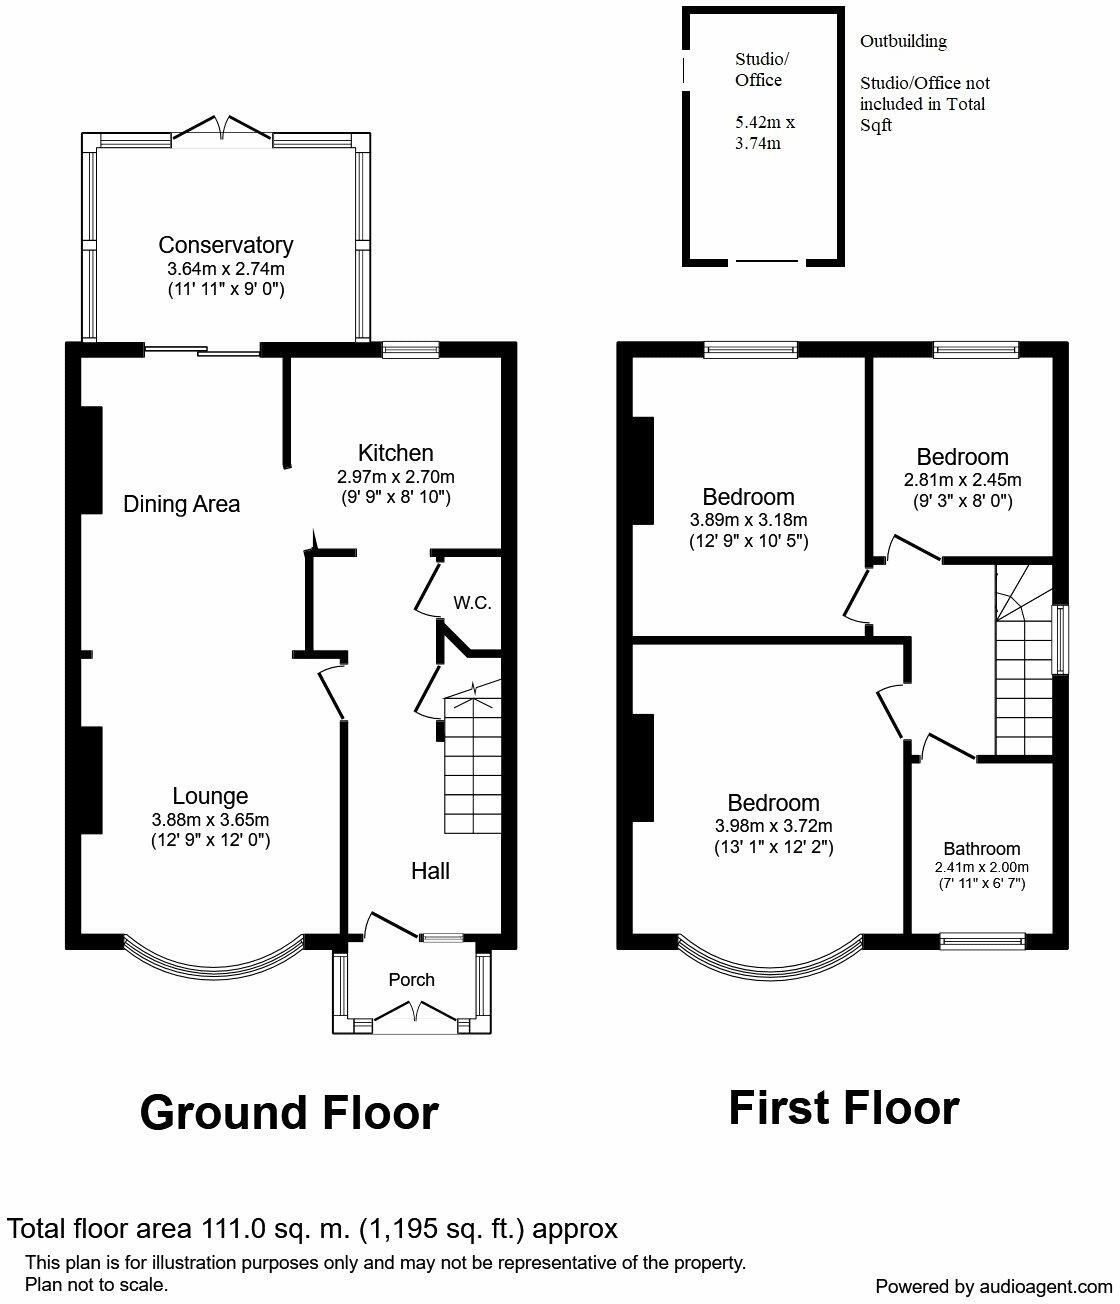 Studio/
Office
5.42m x
3.74m
Outbuilding
Studio/Office not
included in Total
Sqft
Conservatory
3.64m x 2.74m
(11' 11" x 9' 0")
Kitchen
2.97m x 2.70m
(9' 9" x 8' 10")
Dining Area
W.C.
Lounge
3.88m x 3.65m
(12' 9" x 12' 0")
Hall
Porch
Ground Floor
Bedroom
2.81m x 2.45m
(9' 3" x 8' 0")
Bedroom
3.89m x 3.18m
(12' 9" x 10' 5")
Bedroom
3.98m x 3.72m
(13' 1" x 12' 2")
Bathroom
2.41m x 2.00m
(7' 11" x 6' 7")
First Floor
Total floor area 111.0 sq. m. (1,195 sq. ft.) approx
This plan is for illustration purposes only and may not be representative of the property.
Plan not to scale.
Powered by audioagent.com